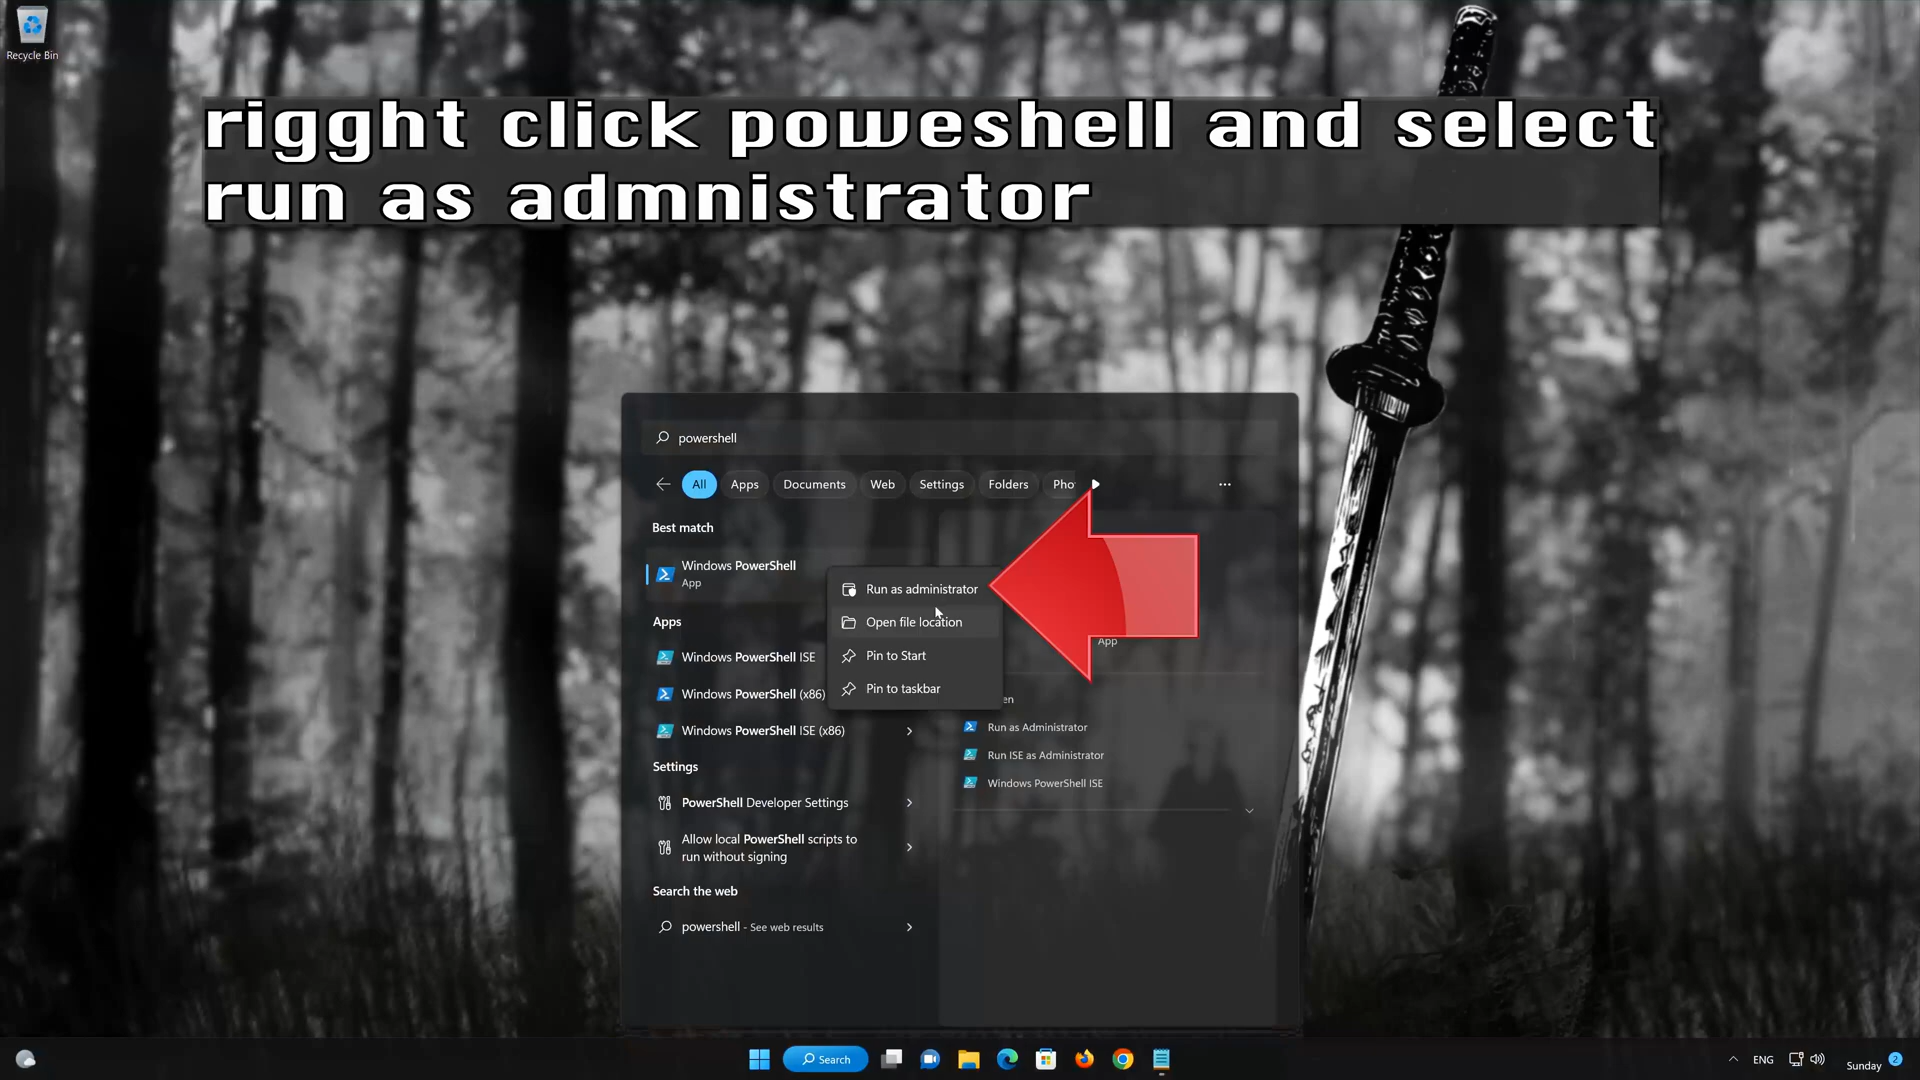 Recycle Bin
rigght click poweshell and select
run as admnistrator
powershell
All Apps Documents Web Settings Folders Pho
Best match
Windows PowerShell
App
Run as administrator
Open file location
Pin to Start
Pin to taskbar
App
Apps
Windows PowerShell ISE
Windows PowerShell (x86)
Windows PowerShell ISE (x86)
en
Run as Administrator
Run ISE as Administrator
Windows PowerShell ISE
Settings
PowerShell Developer Settings
Allow local PowerShell scripts to
run without signing
Search the web
powershell - See web results
Search
ENG
Sunday 2